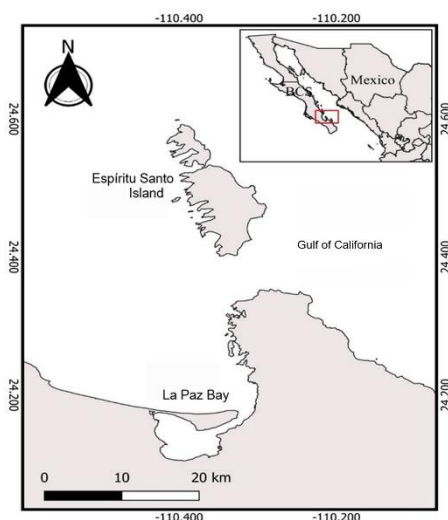 -110.400
-110.200
N
Mexico
BCS
24.600
24.600
Espíritu Santo
Island
Gulf of California
24.400
24.400
La Paz Bay
24.200
24.200
0
10
20 km
-110.400
-110.200